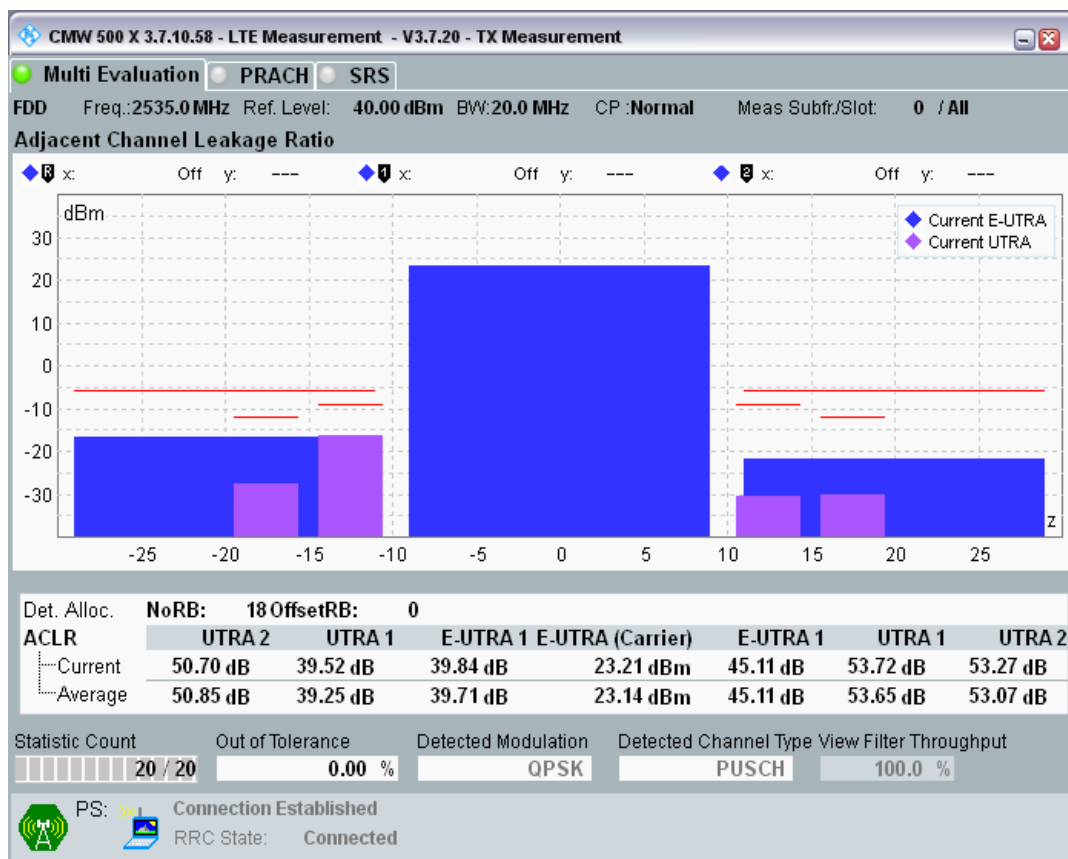 CMW 500 X 3.7.10.58 - LTE Measurement - V3.7.20 - TX Measurement
Multi Evaluation PRACH SRS
FDD Freq.:2535.0 MHz Ref. Level: 40.00 dBm BW:20.0 MHz CP :Normal Meas Subfr./Slot: 0 / All
Adjacent Channel Leakage Ratio
R x: Off y: --- 1 x: Off y: --- 2 x: Off y: ---
dBm
Current E-UTRA
Current UTRA
30
20
10
0
-10
-20
-30
z
-25 -20 -15 -10 -5 0 5 10 15 20 25
Det. Alloc. NoRB: 18 OffsetRB: 0
ACLR UTRA 2 UTRA 1 E-UTRA 1 E-UTRA (Carrier) E-UTRA 1 UTRA 1 UTRA 2
Current 50.70 dB 39.52 dB 39.84 dB 23.21 dBm 45.11 dB 53.72 dB 53.27 dB
Average 50.85 dB 39.25 dB 39.71 dB 23.14 dBm 45.11 dB 53.65 dB 53.07 dB
Statistic Count Out of Tolerance Detected Modulation Detected Channel Type View Filter Throughput
20 / 20 0.00 % QPSK PUSCH 100.0 %
PS: Connection Established
RRC State: Connected